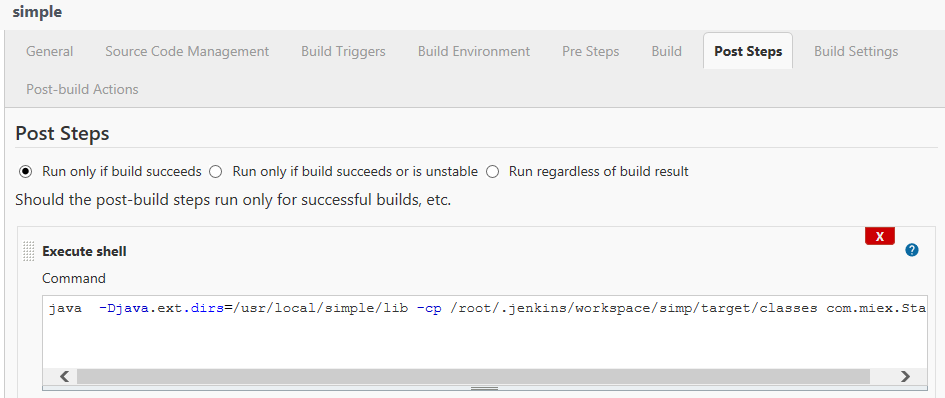 simple
General Source Code Management Build Triggers Build Environment Pre Steps Build Post Steps Build Settings
Post-build Actions
Post Steps
Run only if build succeeds Run only if build succeeds or is unstable Run regardless of build result
Should the post-build steps run only for successful builds, etc.
X
Execute shell ?
Command
java -Djava.ext.dirs=/usr/local/simple/lib -cp /root/.jenkins/workspace/simp/target/classes com.miex.Sta